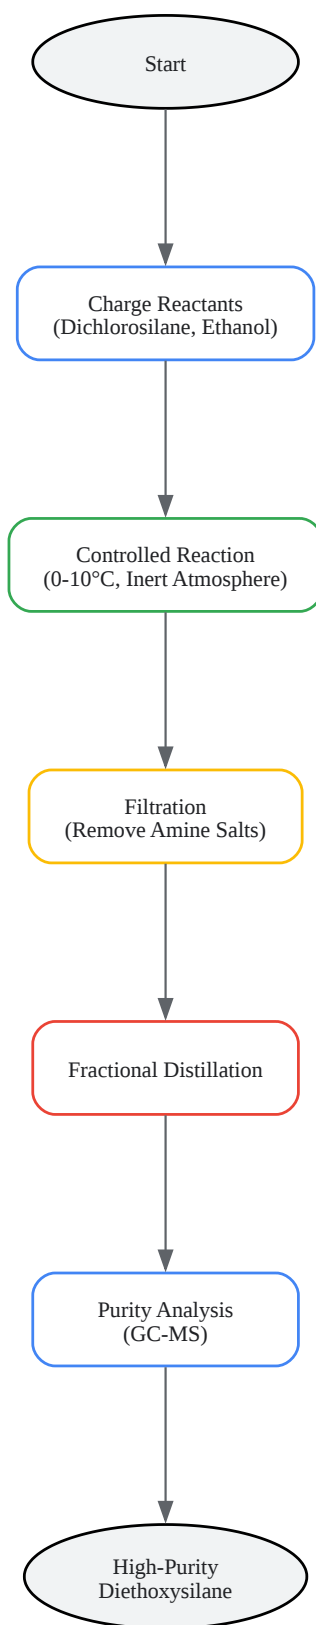 Start
Charge Reactants
(Dichlorosilane, Ethanol)
Controlled Reaction
(0-10°C, Inert Atmosphere)
Filtration
(Remove Amine Salts)
Fractional Distillation
Purity Analysis
(GC-MS)
High-Purity
Diethoxysilane